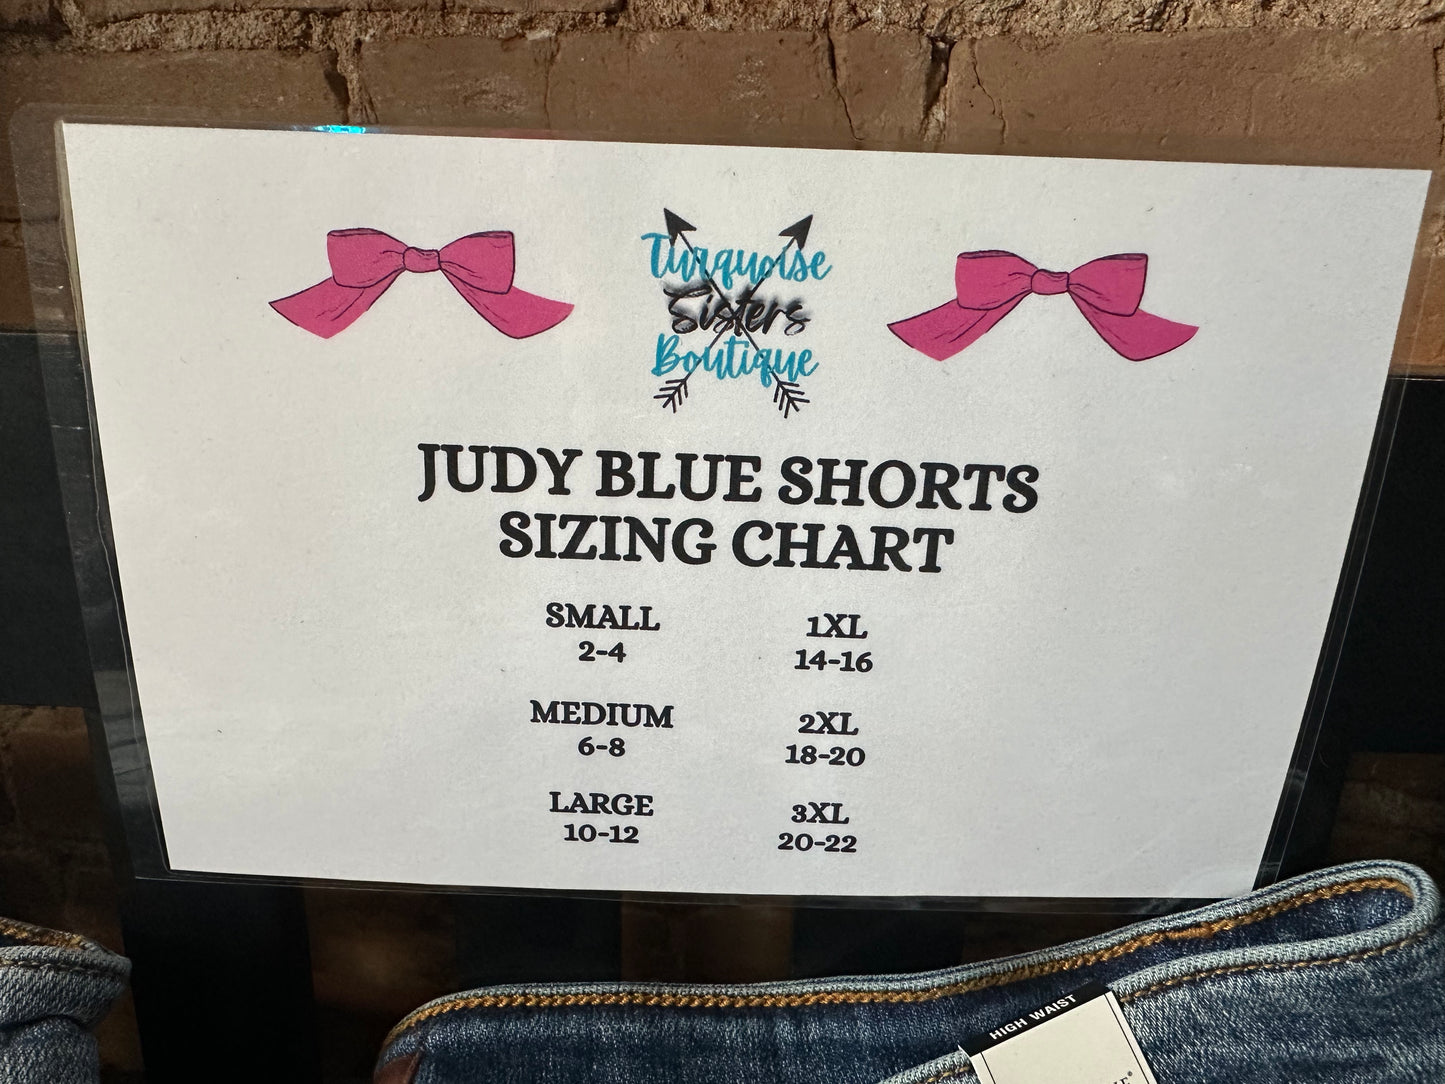 Turquoise
Sisters
Boutique
JUDY BLUE SHORTS
SIZING CHART
SMALL
2-4
MEDIUM
6-8
LARGE
10-12
1XL
14-16
2XL
18-20
3XL
20-22
HIGH WAIST